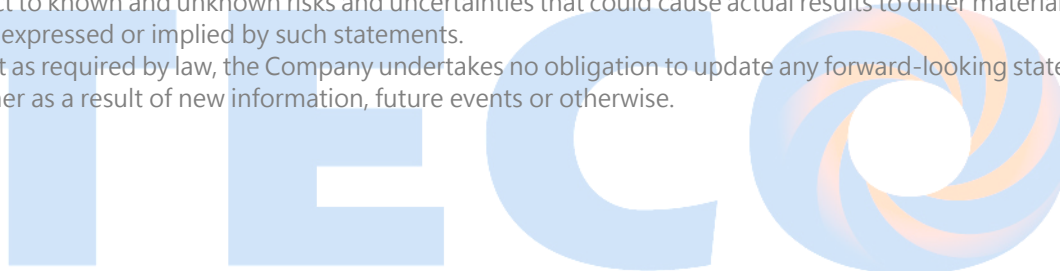 ct to known and unknown risks and uncertainties that could cause actual results to differ material
expressed or implied by such statements.
t as required by law, the Company undertakes no obligation to update any forward-looking state
er as a result of new information, future events or otherwise.
TECO